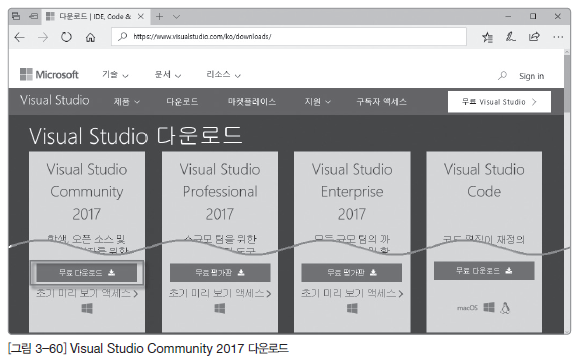 다운로드 | IDE, Code &
https://www.visualstudio.com/ko/downloads/
Microsoft 기술 문서 리소스 Sign in
Visual Studio 제품 다운로드 마켓플레이스 지원 구독자 액세스 무료 Visual Studio
Visual Studio 다운로드
Visual Studio Community 2017
학생, 오픈 소스 및
무료 다운로드
초기 미리 보기 액세스
Visual Studio Professional 2017
소규모 팀을 위한
무료 평가판
초기 미리 보기 액세스
Visual Studio Enterprise 2017
모든 규모 팀의 까
무료 평가판
초기 미리 보기 액세스
Visual Studio Code
코드 편집이 재정의
무료 다운로드
macOS
[그림 3-60] Visual Studio Community 2017 다운로드